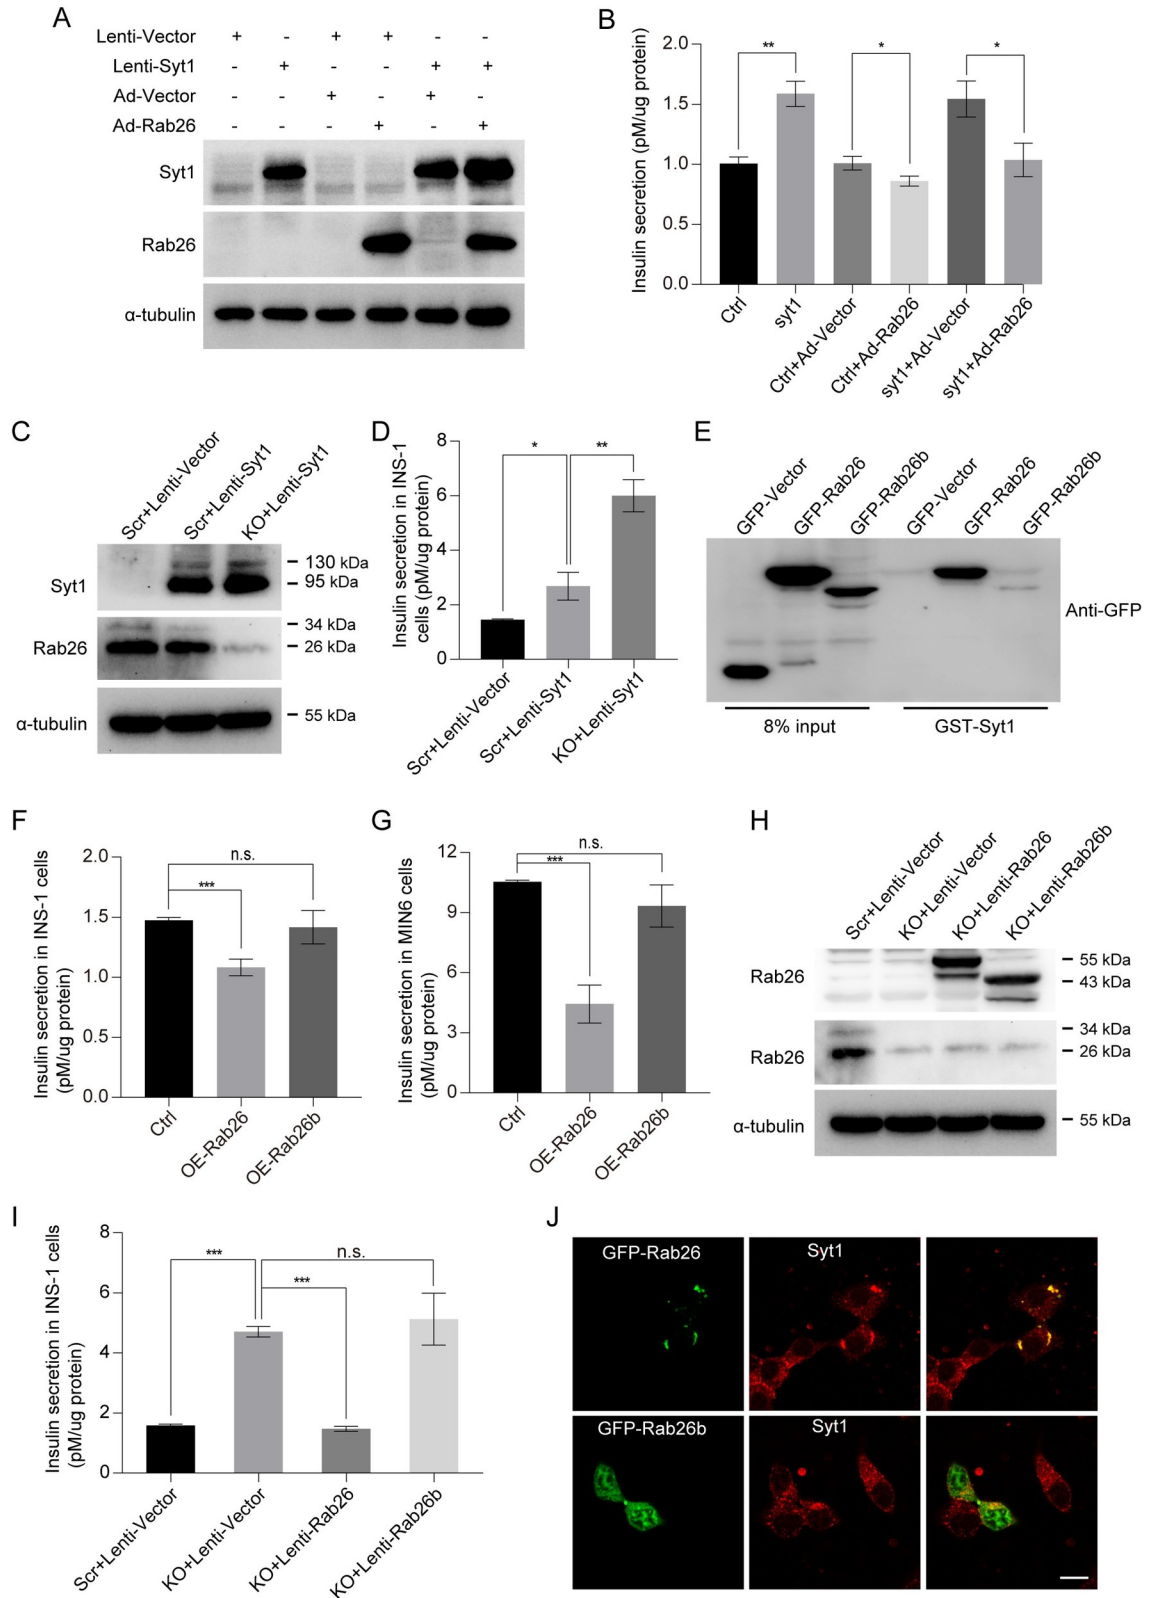 A
Lenti-Vector + - + + - -
Lenti-Syt1 - + - - + +
Ad-Vector - - + - + -
Ad-Rab26 - - - + - +
Syt1
Rab26
α-tubulin
B
Insulin secretion (pM/ug protein)
2.0
1.5
1.0
0.5
0.0
**
*
*
Ctrl
syt1
Ctrl+Ad-Vector
Ctrl+Ad-Rab26
syt1+Ad-Vector
syt1+Ad-Rab26
C
Scr+Lenti-Vector
Scr+Lenti-Syt1
KO+Lenti-Syt1
Syt1
130 kDa
95 kDa
Rab26
34 kDa
26 kDa
α-tubulin
55 kDa
D
Insulin secretion in INS-1
cells (pM/ug protein)
8
6
4
2
0
*
**
Scr+Lenti-Vector
Scr+Lenti-Syt1
KO+Lenti-Syt1
E
GFP-Vector
GFP-Rab26
GFP-Rab26b
GFP-Vector
GFP-Rab26
GFP-Rab26b
Anti-GFP
8% input
GST-Syt1
F
Insulin secretion in INS-1 cells
(pM/ug protein)
2.0
1.5
1.0
0.5
0.0
n.s.
***
Ctrl
OE-Rab26
OE-Rab26b
G
Insulin secretion in MIN6 cells
(pM/ug protein)
12
9
6
3
0
n.s.
***
Ctrl
OE-Rab26
OE-Rab26b
H
Scr+Lenti-Vector
KO+Lenti-Vector
KO+Lenti-Rab26
KO+Lenti-Rab26b
Rab26
55 kDa
43 kDa
Rab26
34 kDa
26 kDa
α-tubulin
55 kDa
I
Insulin secretion in INS-1 cells
(pM/ug protein)
8
6
4
2
0
***
n.s.
***
Scr+Lenti-Vector
KO+Lenti-Vector
KO+Lenti-Rab26
KO+Lenti-Rab26b
J
GFP-Rab26
Syt1
GFP-Rab26b
Syt1